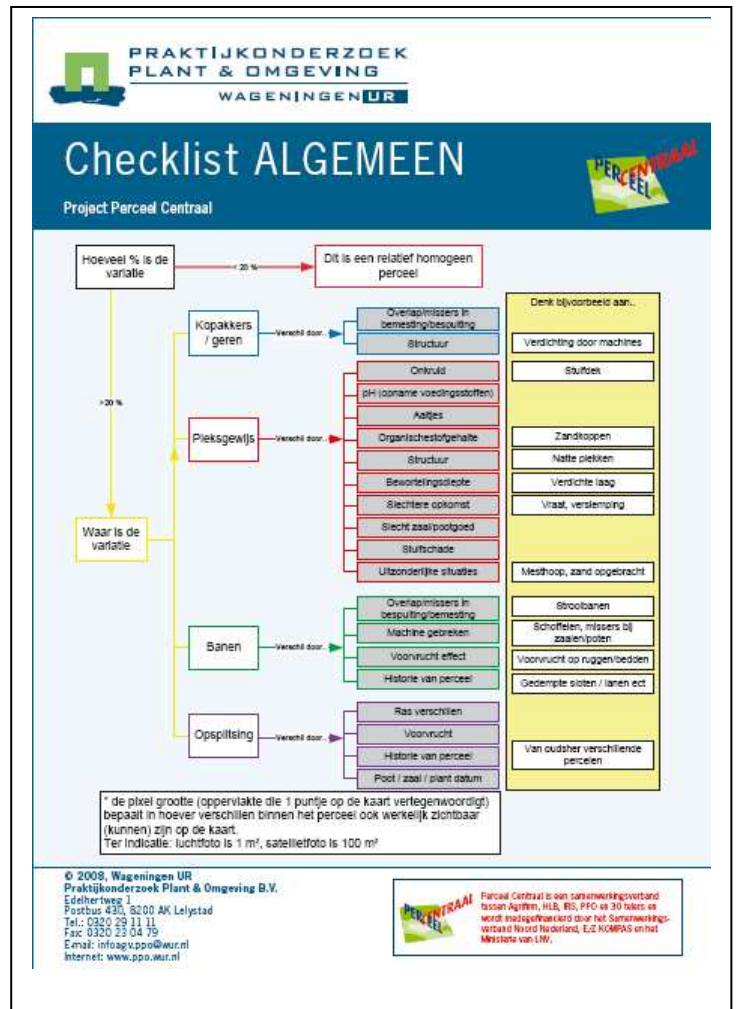 PRAKTIJKONDERZOEK
PLANT & OMGEVING
WAGENINGEN UR
Checklist ALGEMEEN
Project Perceel Centraal
PERCEEL CENTRAAL
Hoeveel % is de
variatie
< 20 %
Dit is een relatief homogeen
perceel
>20 %
Waar is de
variatie
Denk bijvoorbeeld aan..
Kopakkers
/ geren
Verschil door..
Overlap/missers in
bemesting/bespuiting
Structuur
Verdichting door machines
Pleksgewijs
Verschil door..
Onkruid
Stuifdek
pH (opname voedingsstoffen)
Aaltjes
Organischestofgehalte
Zandkoppen
Structuur
Natte plekken
Bewortelingsdiepte
Verdichte laag
Slechtere opkomst
Vraat, verslemping
Slecht zaai/pootgoed
Stuifschade
Uitzonderlijke situaties
Mesthoop, zand opgebracht
Banen
Verschil door..
Overlap/missers in
bespuiting/bemesting
Strooibanen
Machine gebreken
Schoffelen, missers bij
zaaien/poten
Voorvrucht effect
Voorvrucht op ruggen/bedden
Historie van perceel
Gedempte sloten / lanen ect
Opsplitsing
Verschil door..
Ras verschillen
Voorvrucht
Historie van perceel
Van oudsher verschillende
percelen
Poot / zaai / plant datum
* de pixel grootte (oppervlakte die 1 puntje op de kaart vertegenwoordigt)
bepaalt in hoever verschillen binnen het perceel ook werkelijk zichtbaar
(kunnen) zijn op de kaart.
Ter indicatie: luchtfoto is 1 m², satellietfoto is 100 m²
© 2008, Wageningen UR
Praktijkonderzoek Plant & Omgeving B.V.
Edelhertweg 1
Postbus 430, 8200 AK Lelystad
Tel.: 0320 29 11 11
Fax: 0320 23 04 79
E-mail: infoagv.ppo@wur.nl
Internet: www.ppo.wur.nl
PERCEEL CENTRAAL
Perceel Centraal is een samenwerkingsverband
tussen Agrifirm, HLB, IRS, PPO en 30 telers en
wordt medegefinancierd door het Samenwerkings-
verband Noord Nederland, EZ KOMPAS en het
Ministerie van LNV.